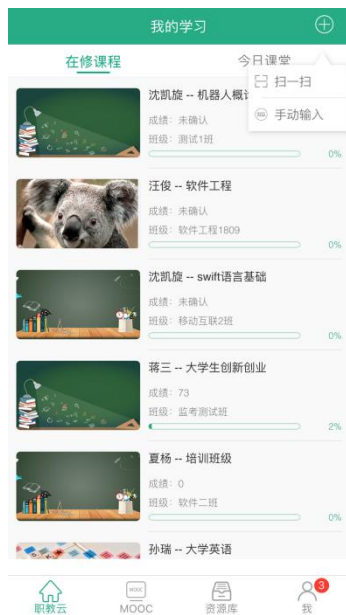 我的学习
在修课程
今日课堂
扫一扫
手动输入
沈凯旋 -- 机器人概
成绩：未确认
班级：测试1班
0%
汪俊 -- 软件工程
成绩：未确认
班级：软件工程1809
0%
沈凯旋 -- swift语言基础
成绩：未确认
班级：移动互联2班
0%
蒋三 -- 大学生创新创业
成绩：73
班级：监考测试班
2%
夏杨 -- 培训班级
成绩：0
班级：软件二班
0%
孙瑞 -- 大学英语
3
MOOC
职教云
MOOC
资源库
我